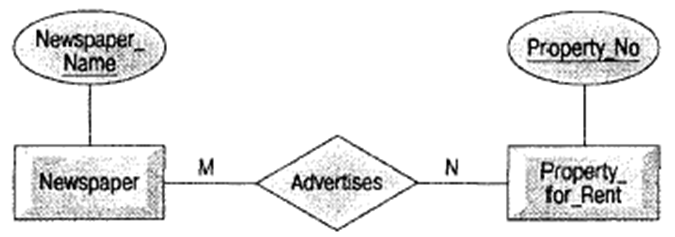 Newspaper_
Name
Property_No
Newspaper
M
Advertises
N
Property_
for_Rent